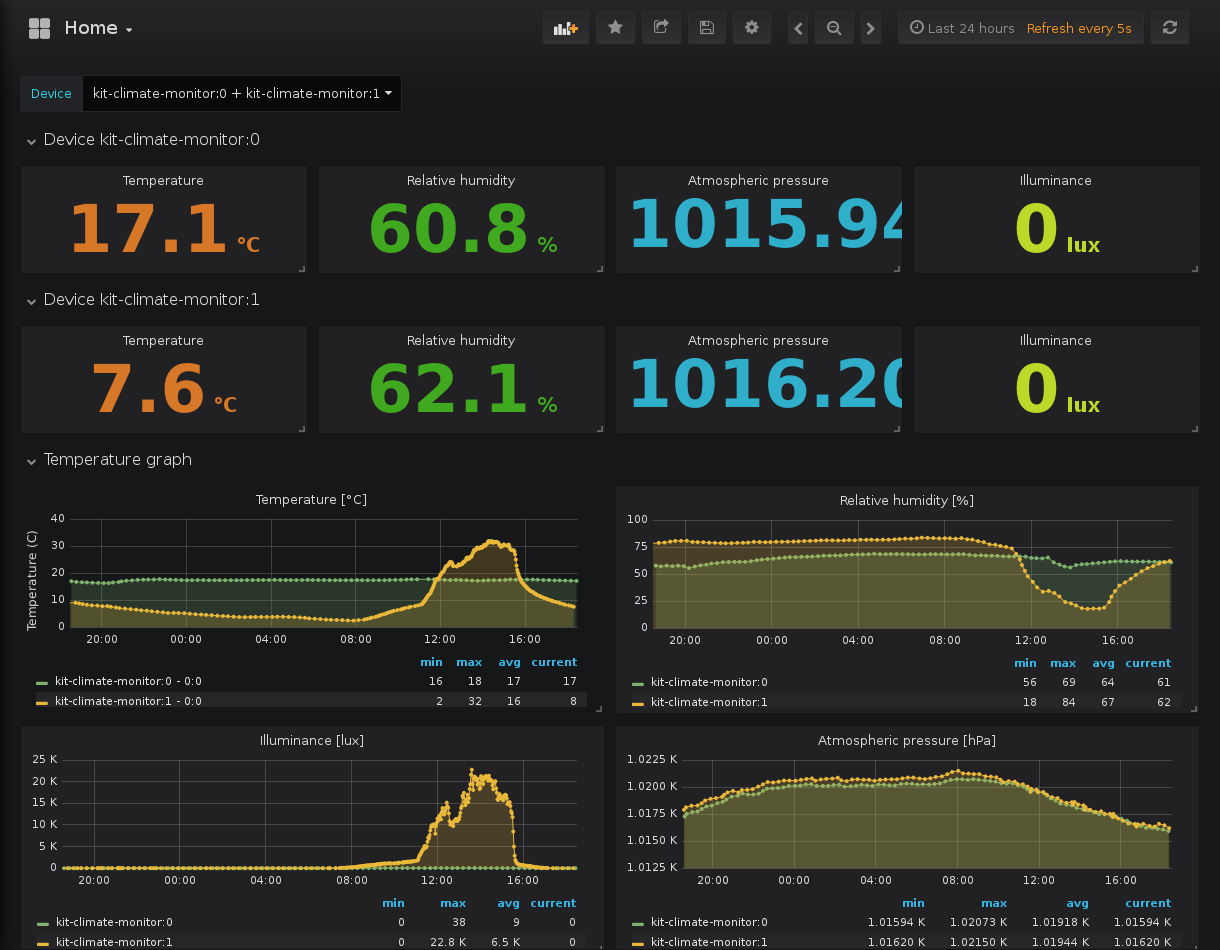 Home
Last 24 hours Refresh every 5s
Device kit-climate-monitor:0 + kit-climate-monitor:1
Device kit-climate-monitor:0
Temperature Relative humidity Atmospheric pressure Illuminance
17.1 °C 60.8 % 1015.94 0 lux
Device kit-climate-monitor:1
Temperature Relative humidity Atmospheric pressure Illuminance
7.6 °C 62.1 % 1016.20 0 lux
Temperature graph
Temperature [°C]
Temperature (C)
40
30
20
10
0
20:00 00:00 04:00 08:00 12:00 16:00
min max avg current
kit-climate-monitor:0 - 0:0 16 18 17 17
kit-climate-monitor:1 - 0:0 2 32 16 8
Relative humidity [%]
100
75
50
25
0
20:00 00:00 04:00 08:00 12:00 16:00
min max avg current
kit-climate-monitor:0 56 69 64 61
kit-climate-monitor:1 18 84 67 62
Illuminance [lux]
25 K
20 K
15 K
10 K
5 K
0
20:00 00:00 04:00 08:00 12:00 16:00
min max avg current
kit-climate-monitor:0 0 38 9 0
kit-climate-monitor:1 0 22.8 K 6.5 K 0
Atmospheric pressure [hPa]
1.0225 K
1.0200 K
1.0175 K
1.0150 K
1.0125 K
20:00 00:00 04:00 08:00 12:00 16:00
min max avg current
kit-climate-monitor:0 1.01594 K 1.02073 K 1.01918 K 1.01594 K
kit-climate-monitor:1 1.01620 K 1.02150 K 1.01944 K 1.01620 K